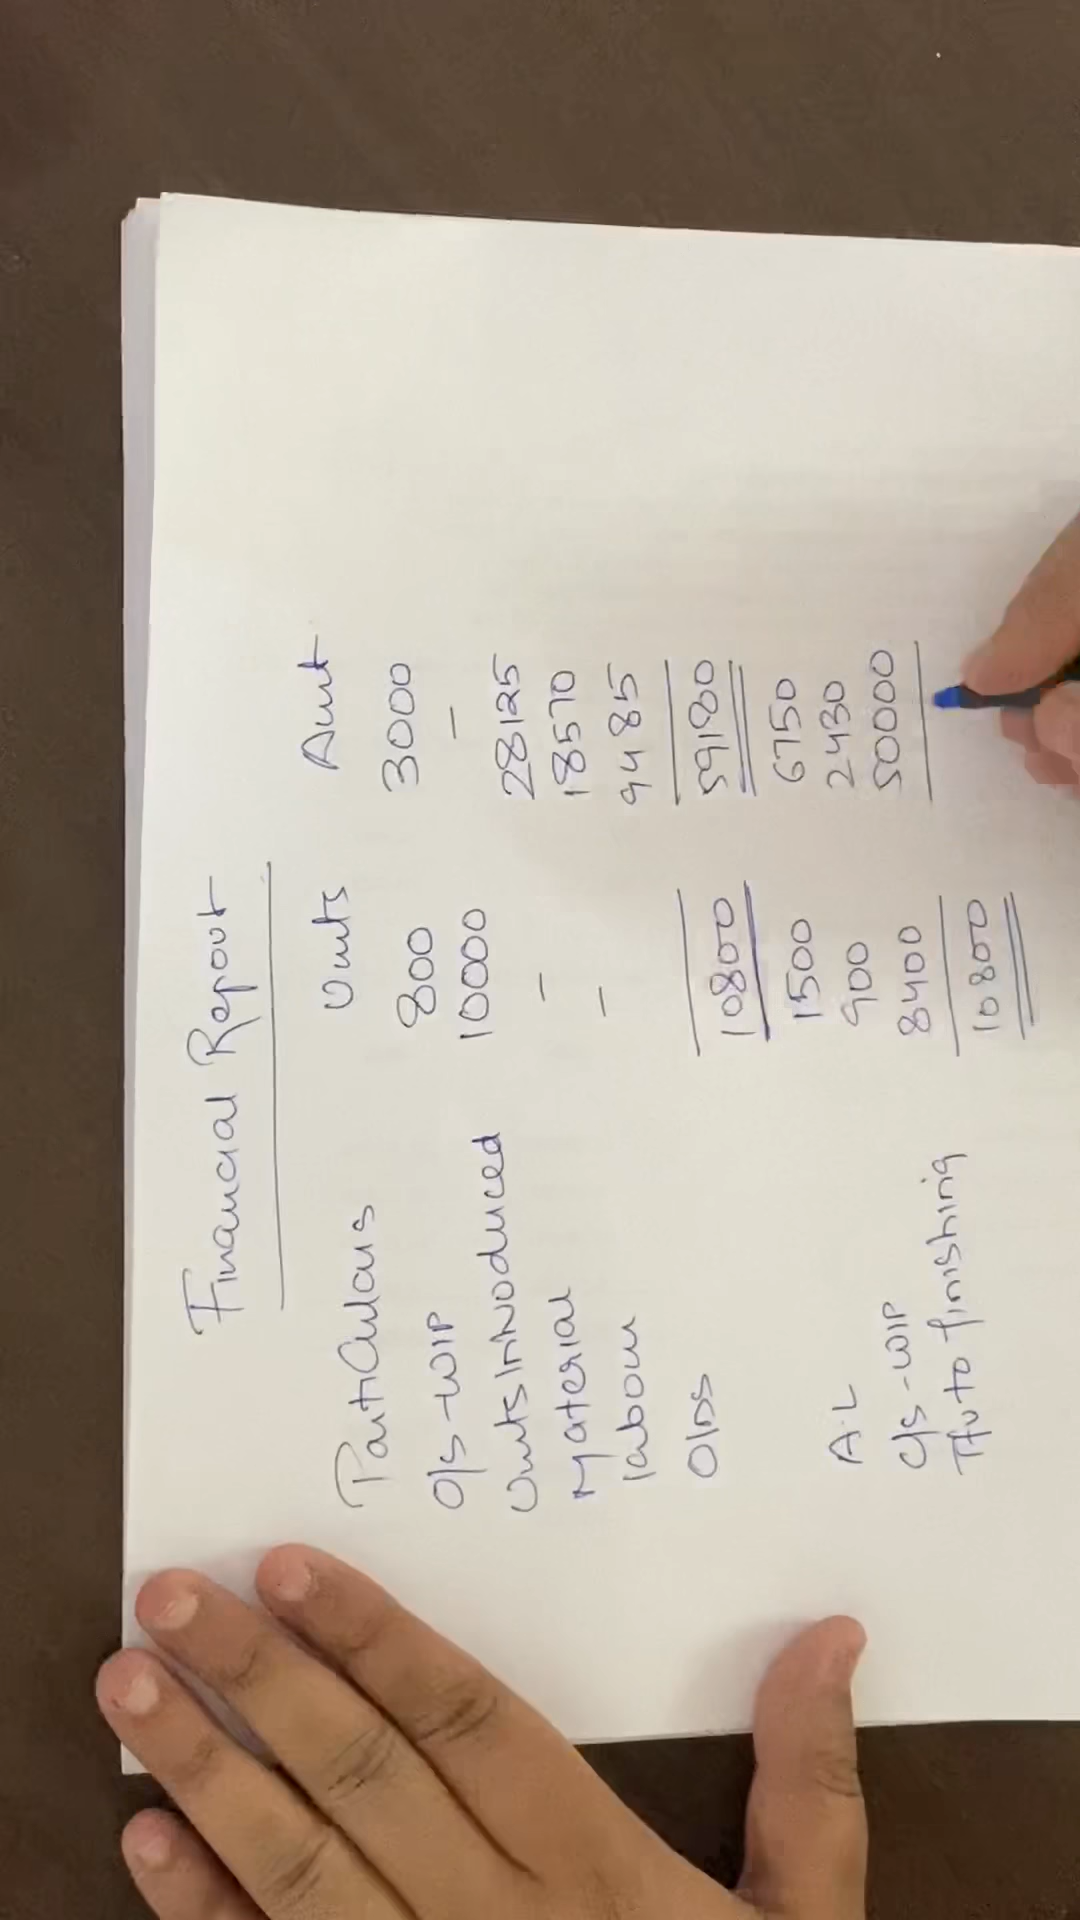 Financial Report
Particulars Units Amt
O/s-WIP 800 3000
Units Introduced 10000 –
Material – 28125
labour – 18570
O/Ds 9485
10800 59180
A.L 1500 6750
C/s-WIP 900 2430
Tfr to finishing 8400 50000
10800